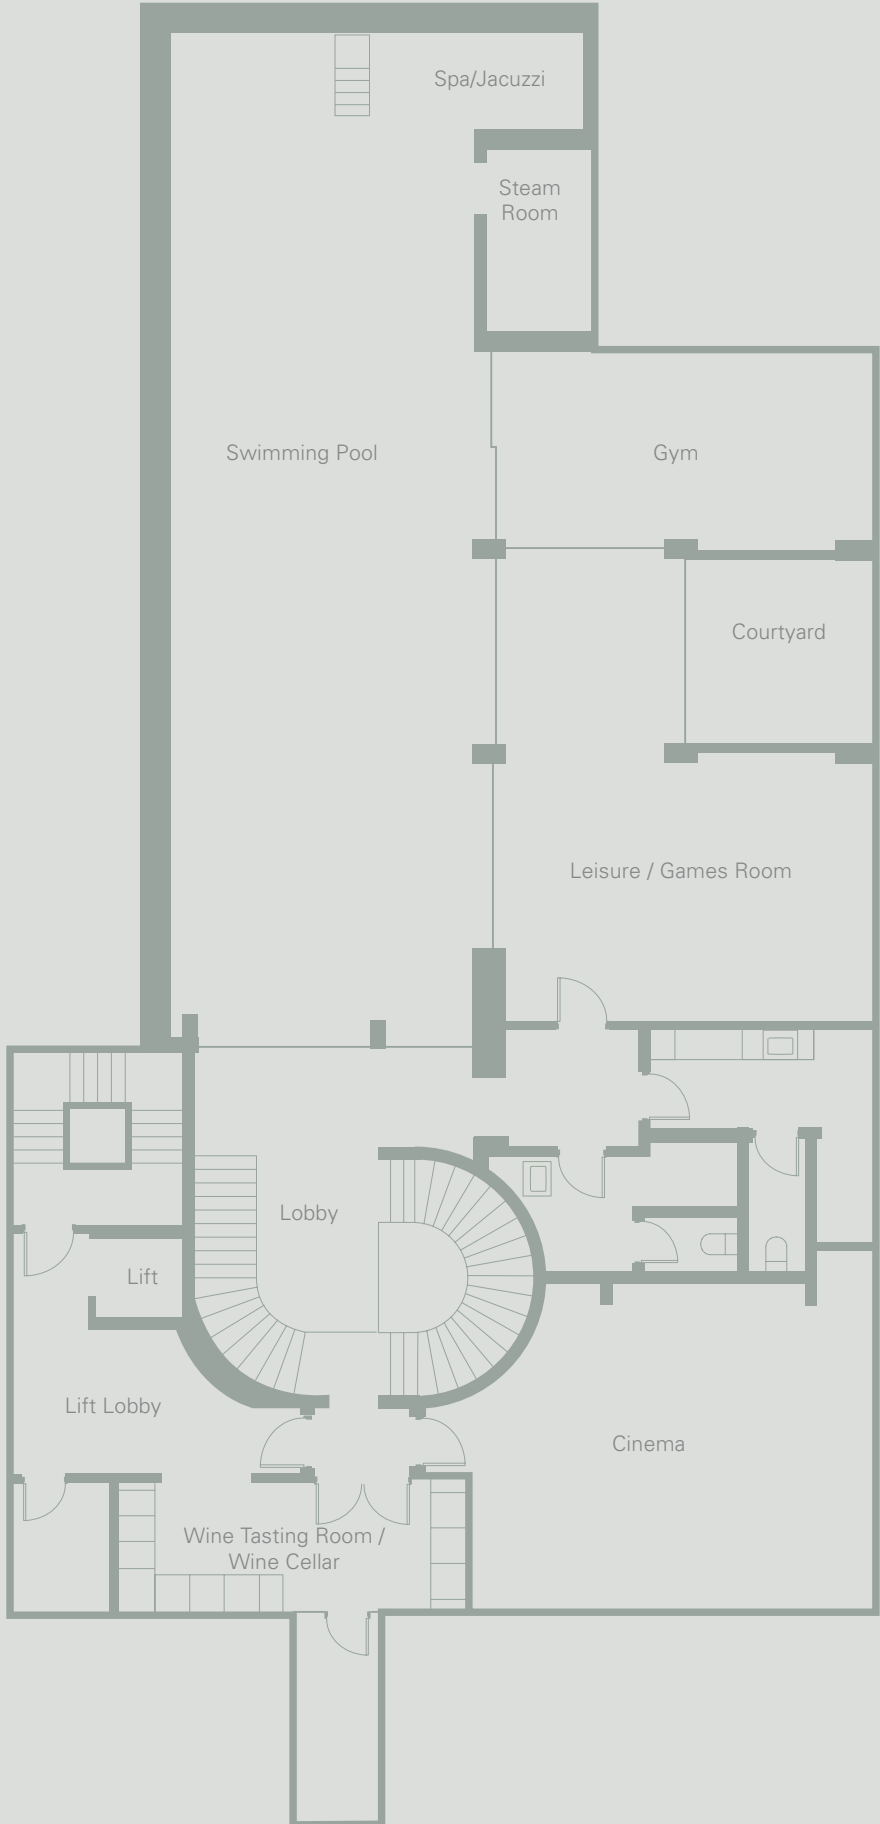 Spa/Jacuzzi
Steam
Room
Swimming Pool
Gym
Courtyard
Leisure / Games Room
Lobby
Lift
Lift Lobby
Cinema
Wine Tasting Room /
Wine Cellar